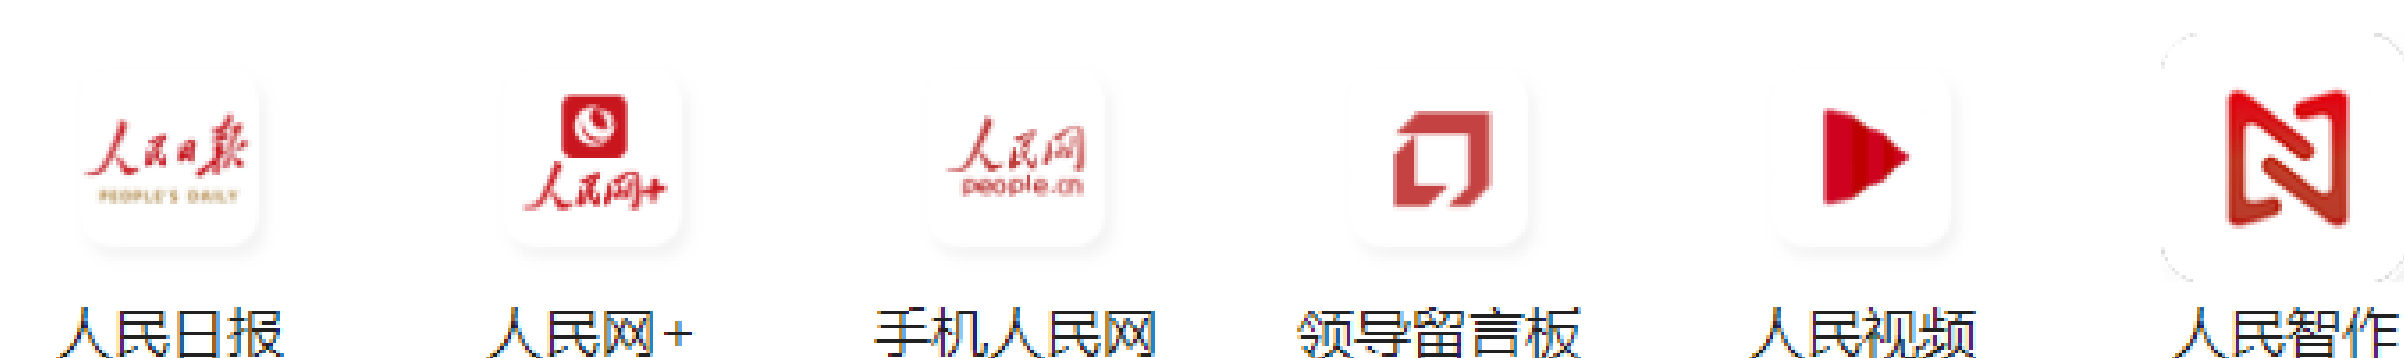 人民日报
PEOPLE'S DAILY
人民网+
人民网
people.cn
人民日报
人民网+
手机人民网
领导留言板
人民视频
人民智作